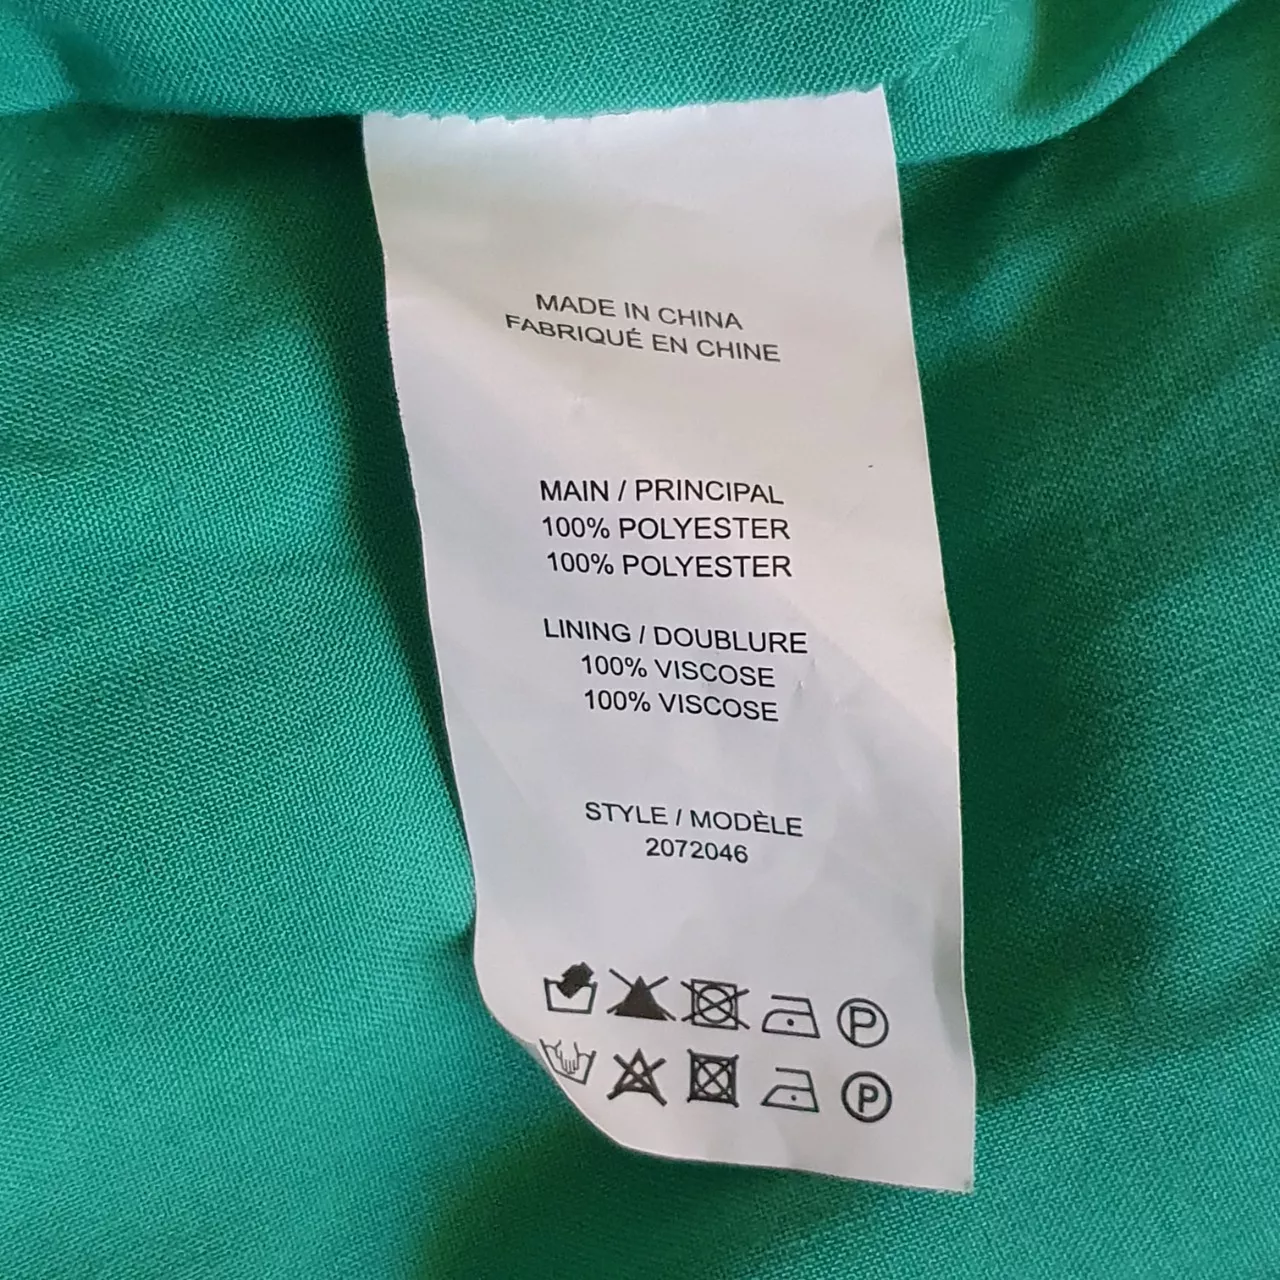 MADE IN CHINA
FABRIQUÉ EN CHINE
MAIN / PRINCIPAL
100% POLYESTER
100% POLYESTER
LINING / DOUBLURE
100% VISCOSE
100% VISCOSE
STYLE / MODÈLE
2072046
P
P